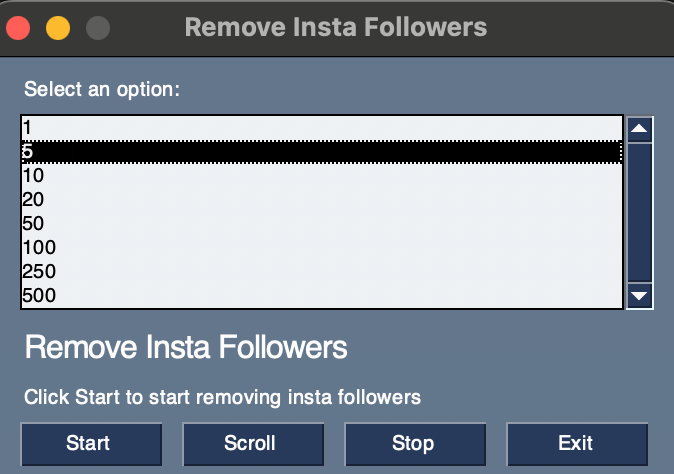 Remove Insta Followers
Select an option:
1
5
10
20
50
100
250
500
Remove Insta Followers
Click Start to start removing insta followers
Start Scroll Stop Exit